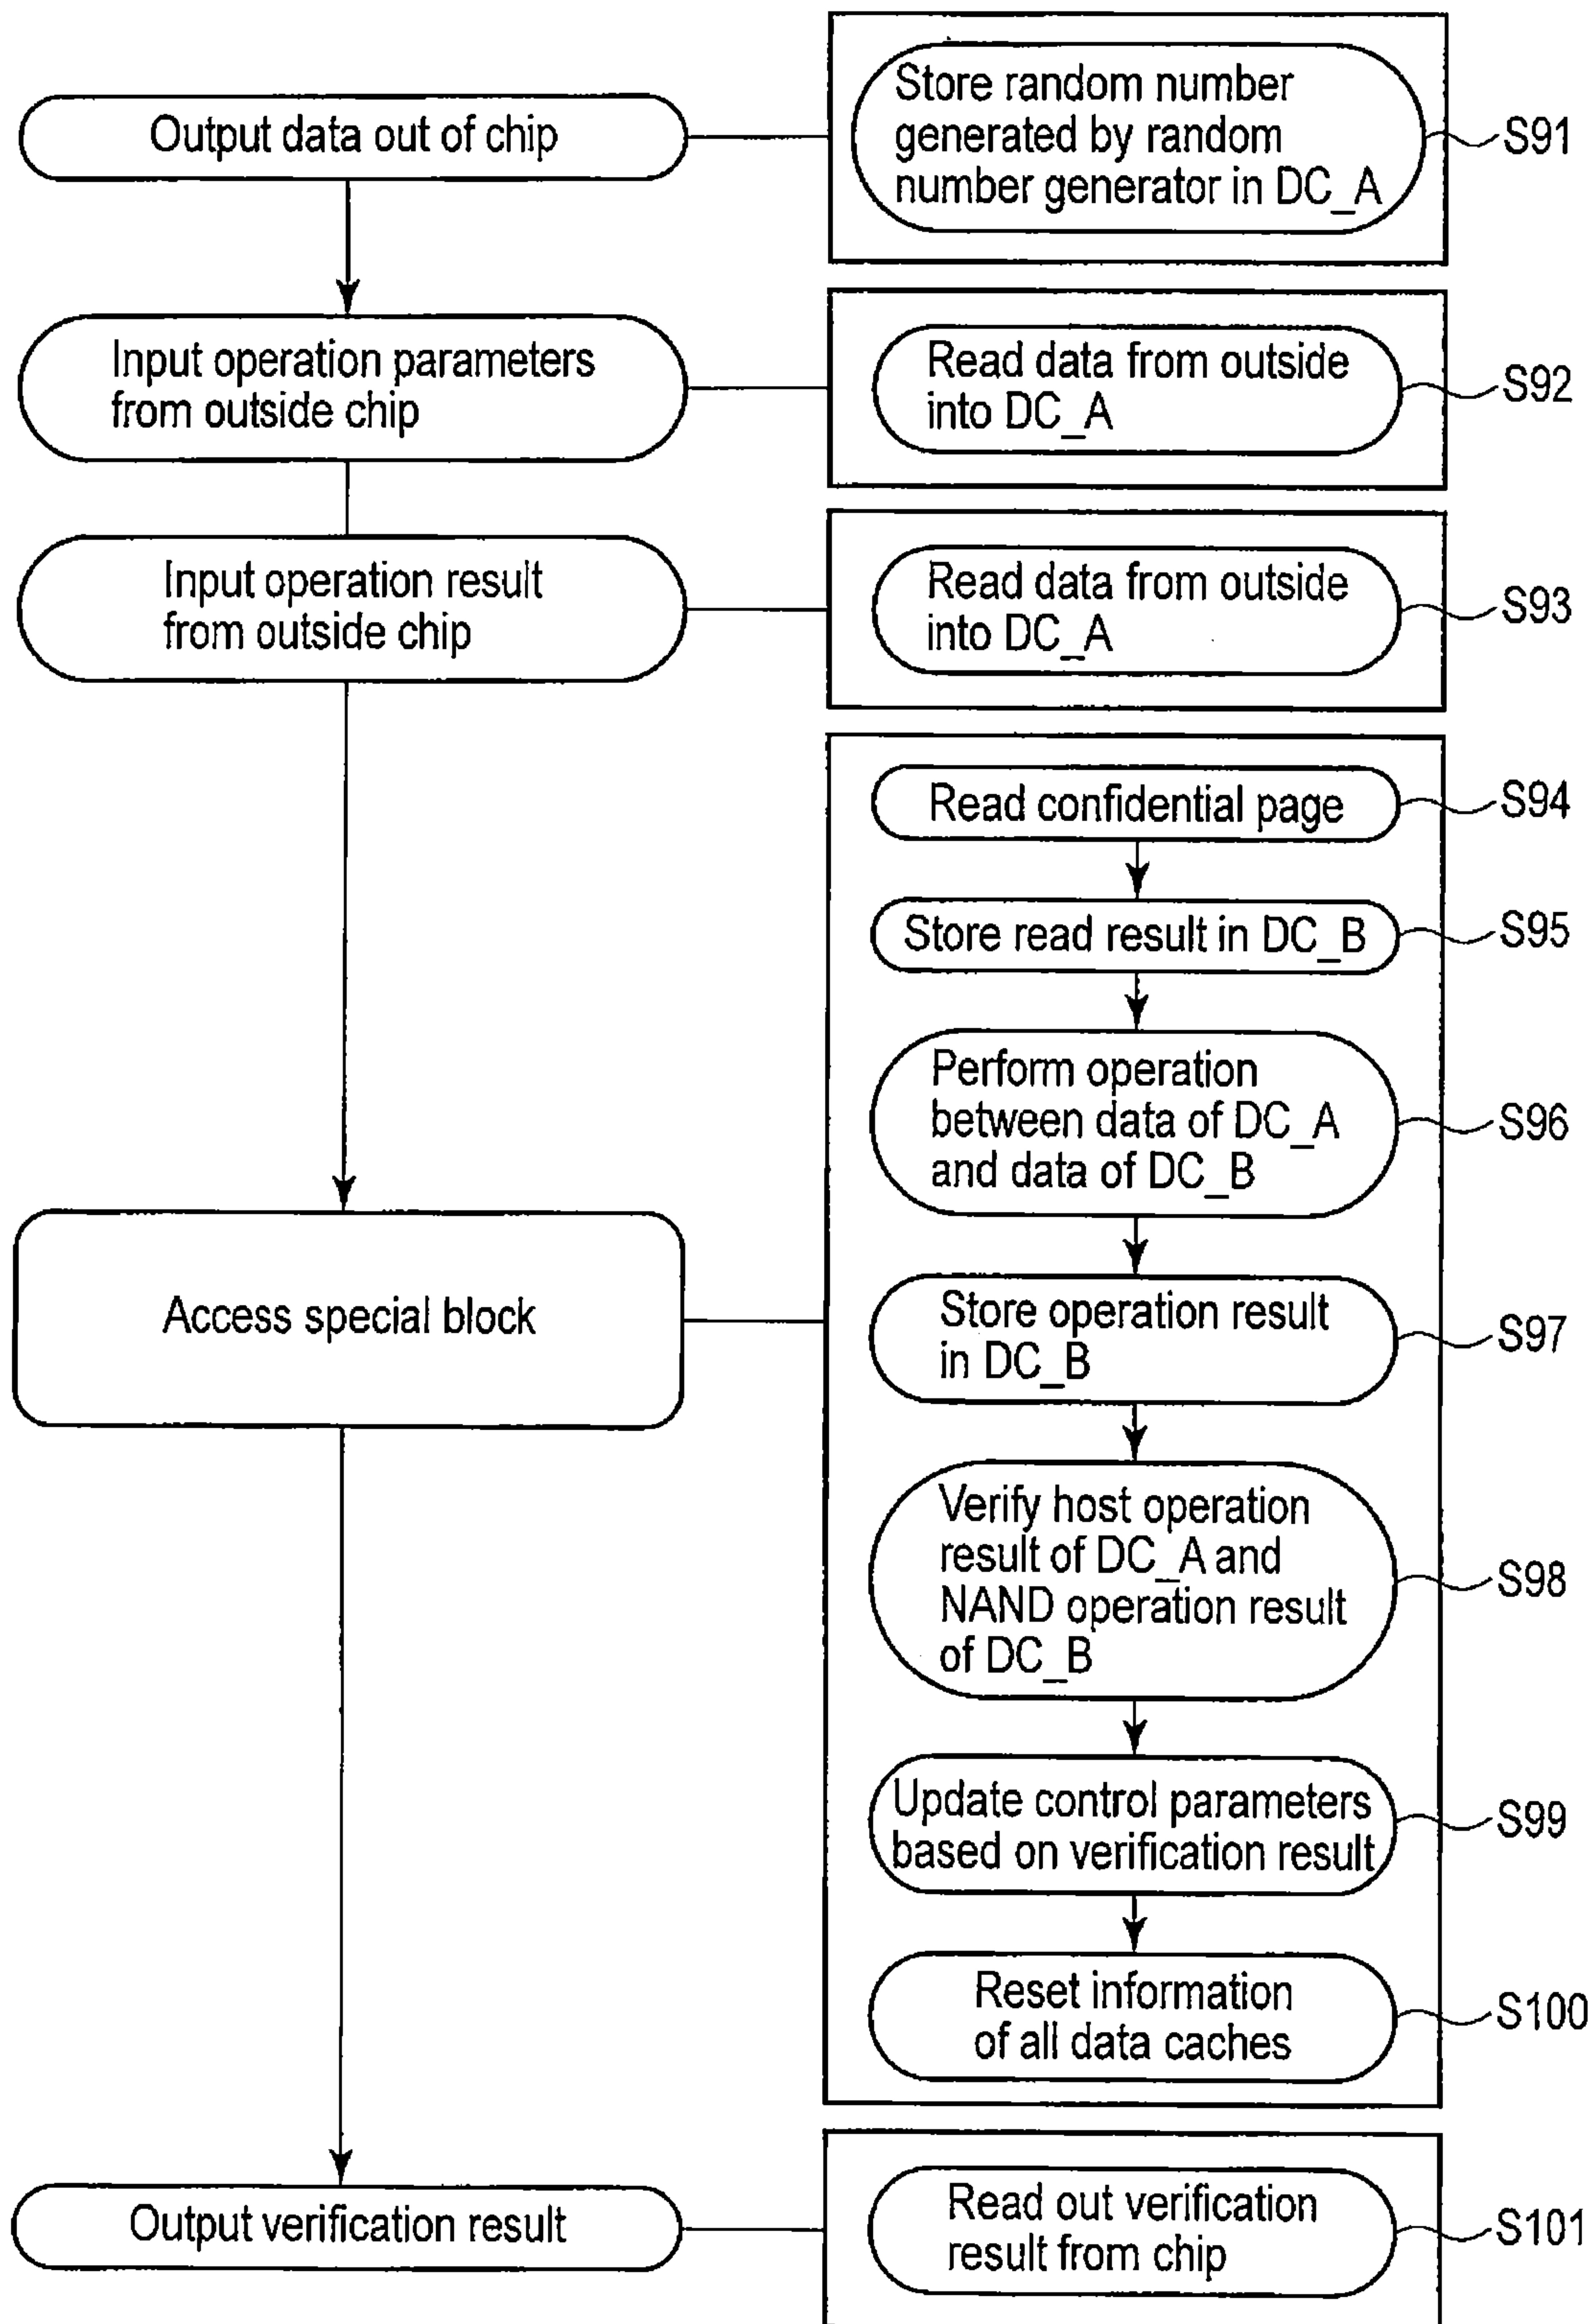 Output data out of chip
Store random number
generated by random
number generator in DC_A
S91
Input operation parameters
from outside chip
Read data from outside
into DC_A
S92
Input operation result
from outside chip
Read data from outside
into DC_A
S93
Read confidential page
S94
Store read result in DC_B
S95
Perform operation
between data of DC_A
and data of DC_B
S96
Access special block
Store operation result
in DC_B
S97
Verify host operation
result of DC_A and
NAND operation result
of DC_B
S98
Update control parameters
based on verification result
S99
Reset information
of all data caches
S100
Output verification result
Read out verification
result from chip
S101